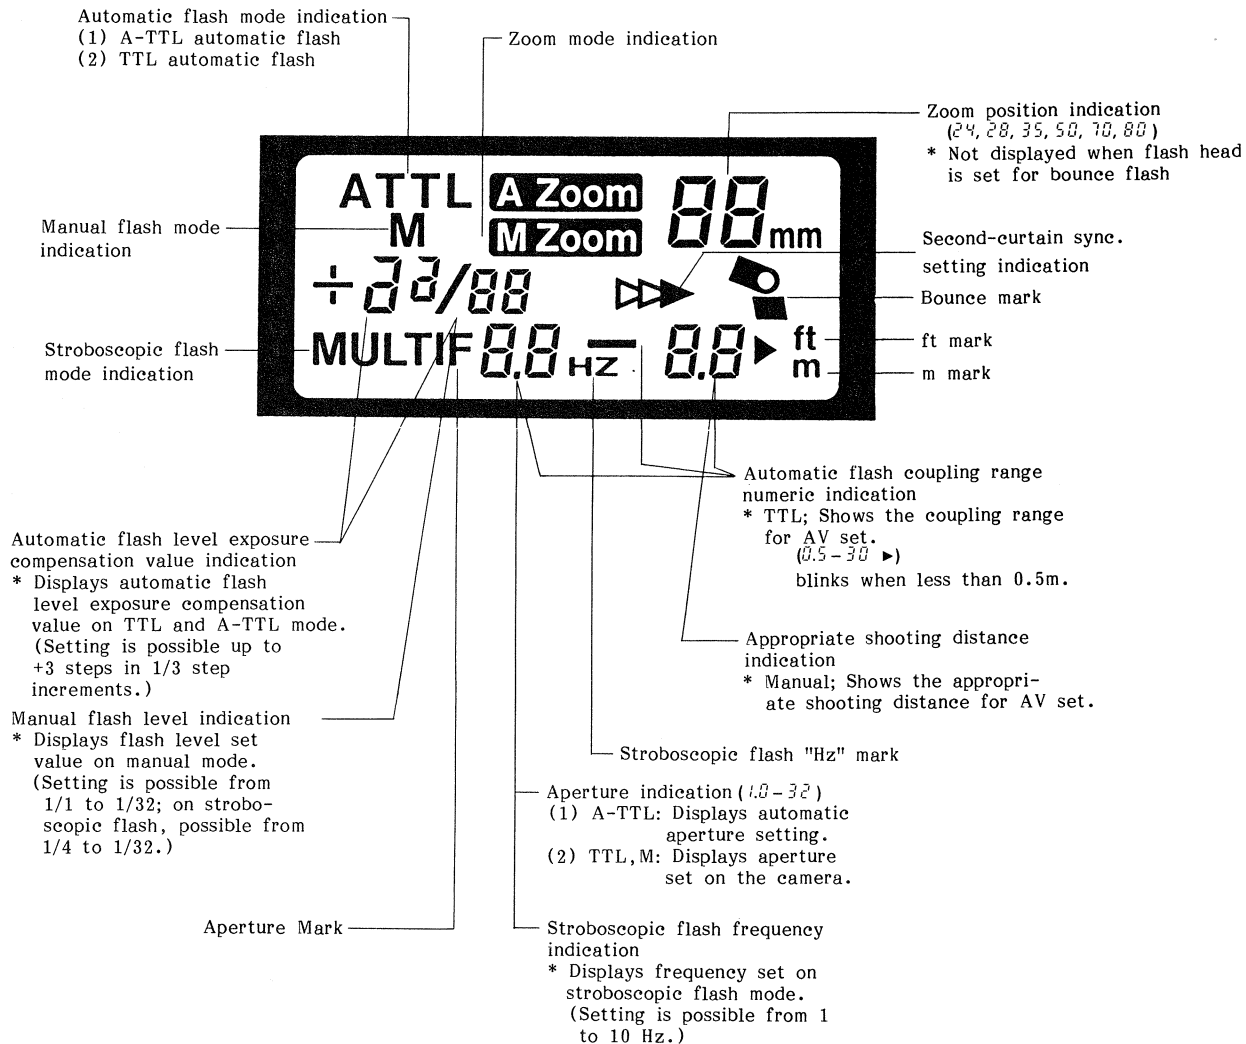 Automatic flash mode indication
(1) A-TTL automatic flash
(2) TTL automatic flash
Zoom mode indication
Zoom position indication
(24, 28, 35, 50, 70, 80)
* Not displayed when flash head
is set for bounce flash
Manual flash mode
indication
Second-curtain sync.
setting indication
Bounce mark
Stroboscopic flash
mode indication
ft mark
m mark
ATTL A Zoom 88 mm
M M Zoom
÷ 8 8/88
MULTI F 8.8 HZ – 8.8 ▶ ft
m
Automatic flash coupling range
numeric indication
* TTL; Shows the coupling range
for AV set.
(0.5 – 30 ▶)
blinks when less than 0.5m.
Automatic flash level exposure
compensation value indication
* Displays automatic flash
level exposure compensation
value on TTL and A-TTL mode.
(Setting is possible up to
+3 steps in 1/3 step
increments.)
Appropriate shooting distance
indication
* Manual; Shows the appropri-
ate shooting distance for AV set.
Manual flash level indication
* Displays flash level set
value on manual mode.
(Setting is possible from
1/1 to 1/32; on strobo-
scopic flash, possible from
1/4 to 1/32.)
Stroboscopic flash "Hz" mark
Aperture indication (1.0 – 32)
(1) A-TTL: Displays automatic
aperture setting.
(2) TTL,M: Displays aperture
set on the camera.
Aperture Mark
Stroboscopic flash frequency
indication
* Displays frequency set on
stroboscopic flash mode.
(Setting is possible from 1
to 10 Hz.)